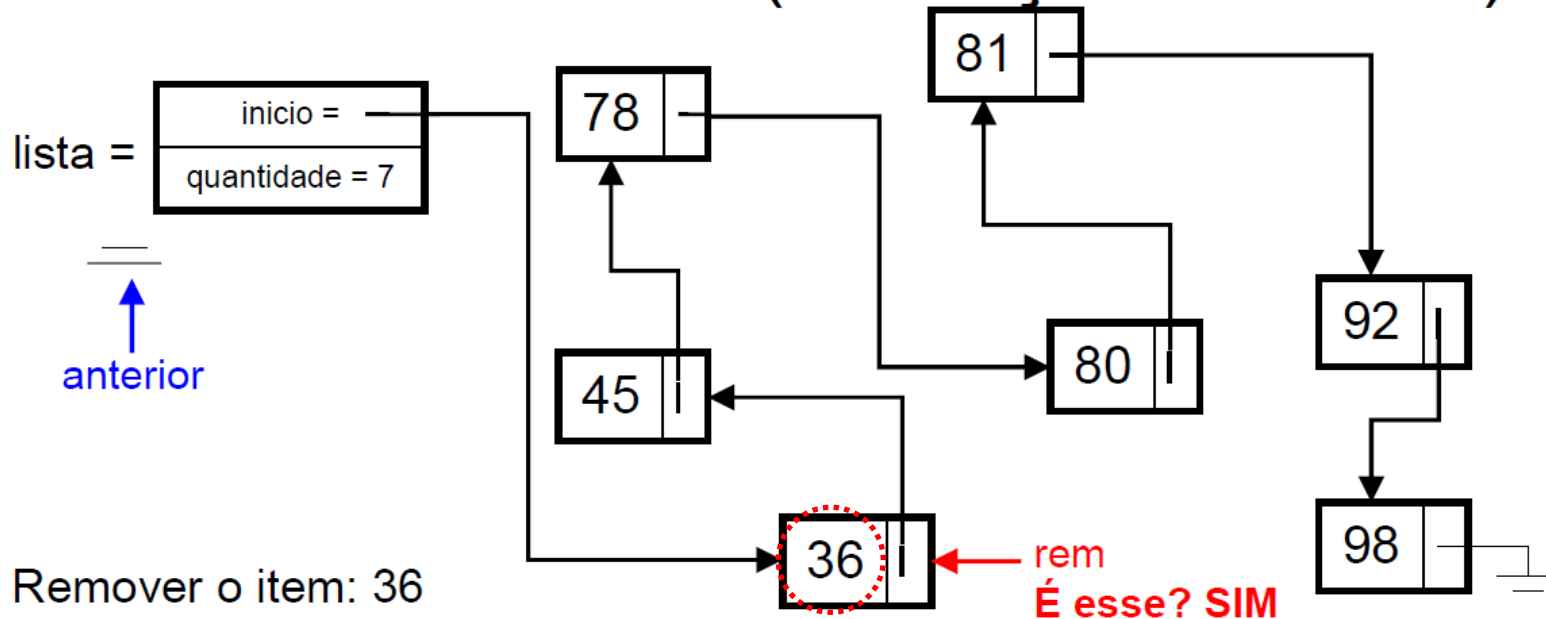 81
78
inicio =
lista =
quantidade = 7
92
anterior
80
45
98
36
rem
Remover o item: 36
É esse? SIM